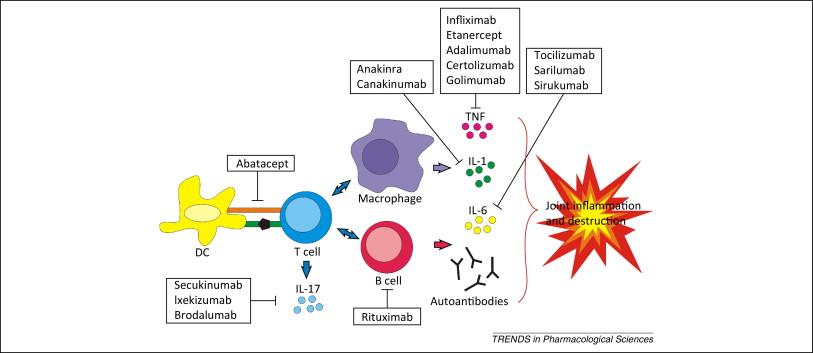 Infliximab
Etanercept
Adalimumab
Certolizumab
Golimumab
Anakinra
Canakinumab
Tocilizumab
Sarilumab
Sirukumab
TNF
IL-1
Abatacept
Macrophage
IL-6
Joint inflammation
and destruction
DC
T cell
B cell
IL-17
Secukinumab
Ixekizumab
Brodalumab
Autoantibodies
Rituximab
TRENDS in Pharmacological Sciences